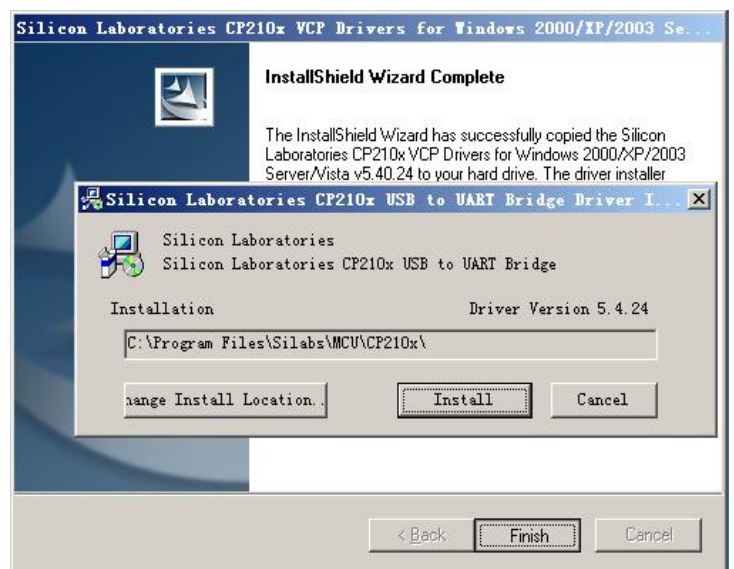 Silicon Laboratories CP210x VCP Drivers for Windows 2000/XP/2003 Se...
InstallShield Wizard Complete
The InstallShield Wizard has successfully copied the Silicon
Laboratories CP210x VCP Drivers for Windows 2000/XP/2003
Server/Vista v5.40.24 to your hard drive. The driver installer
Silicon Laboratories CP210x USB to UART Bridge Driver I...
Silicon Laboratories
Silicon Laboratories CP210x USB to UART Bridge
Installation Driver Version 5.4.24
C:\Program Files\Silabs\MCU\CP210x\
hange Install Location.. Install Cancel
< Back Finish Cancel